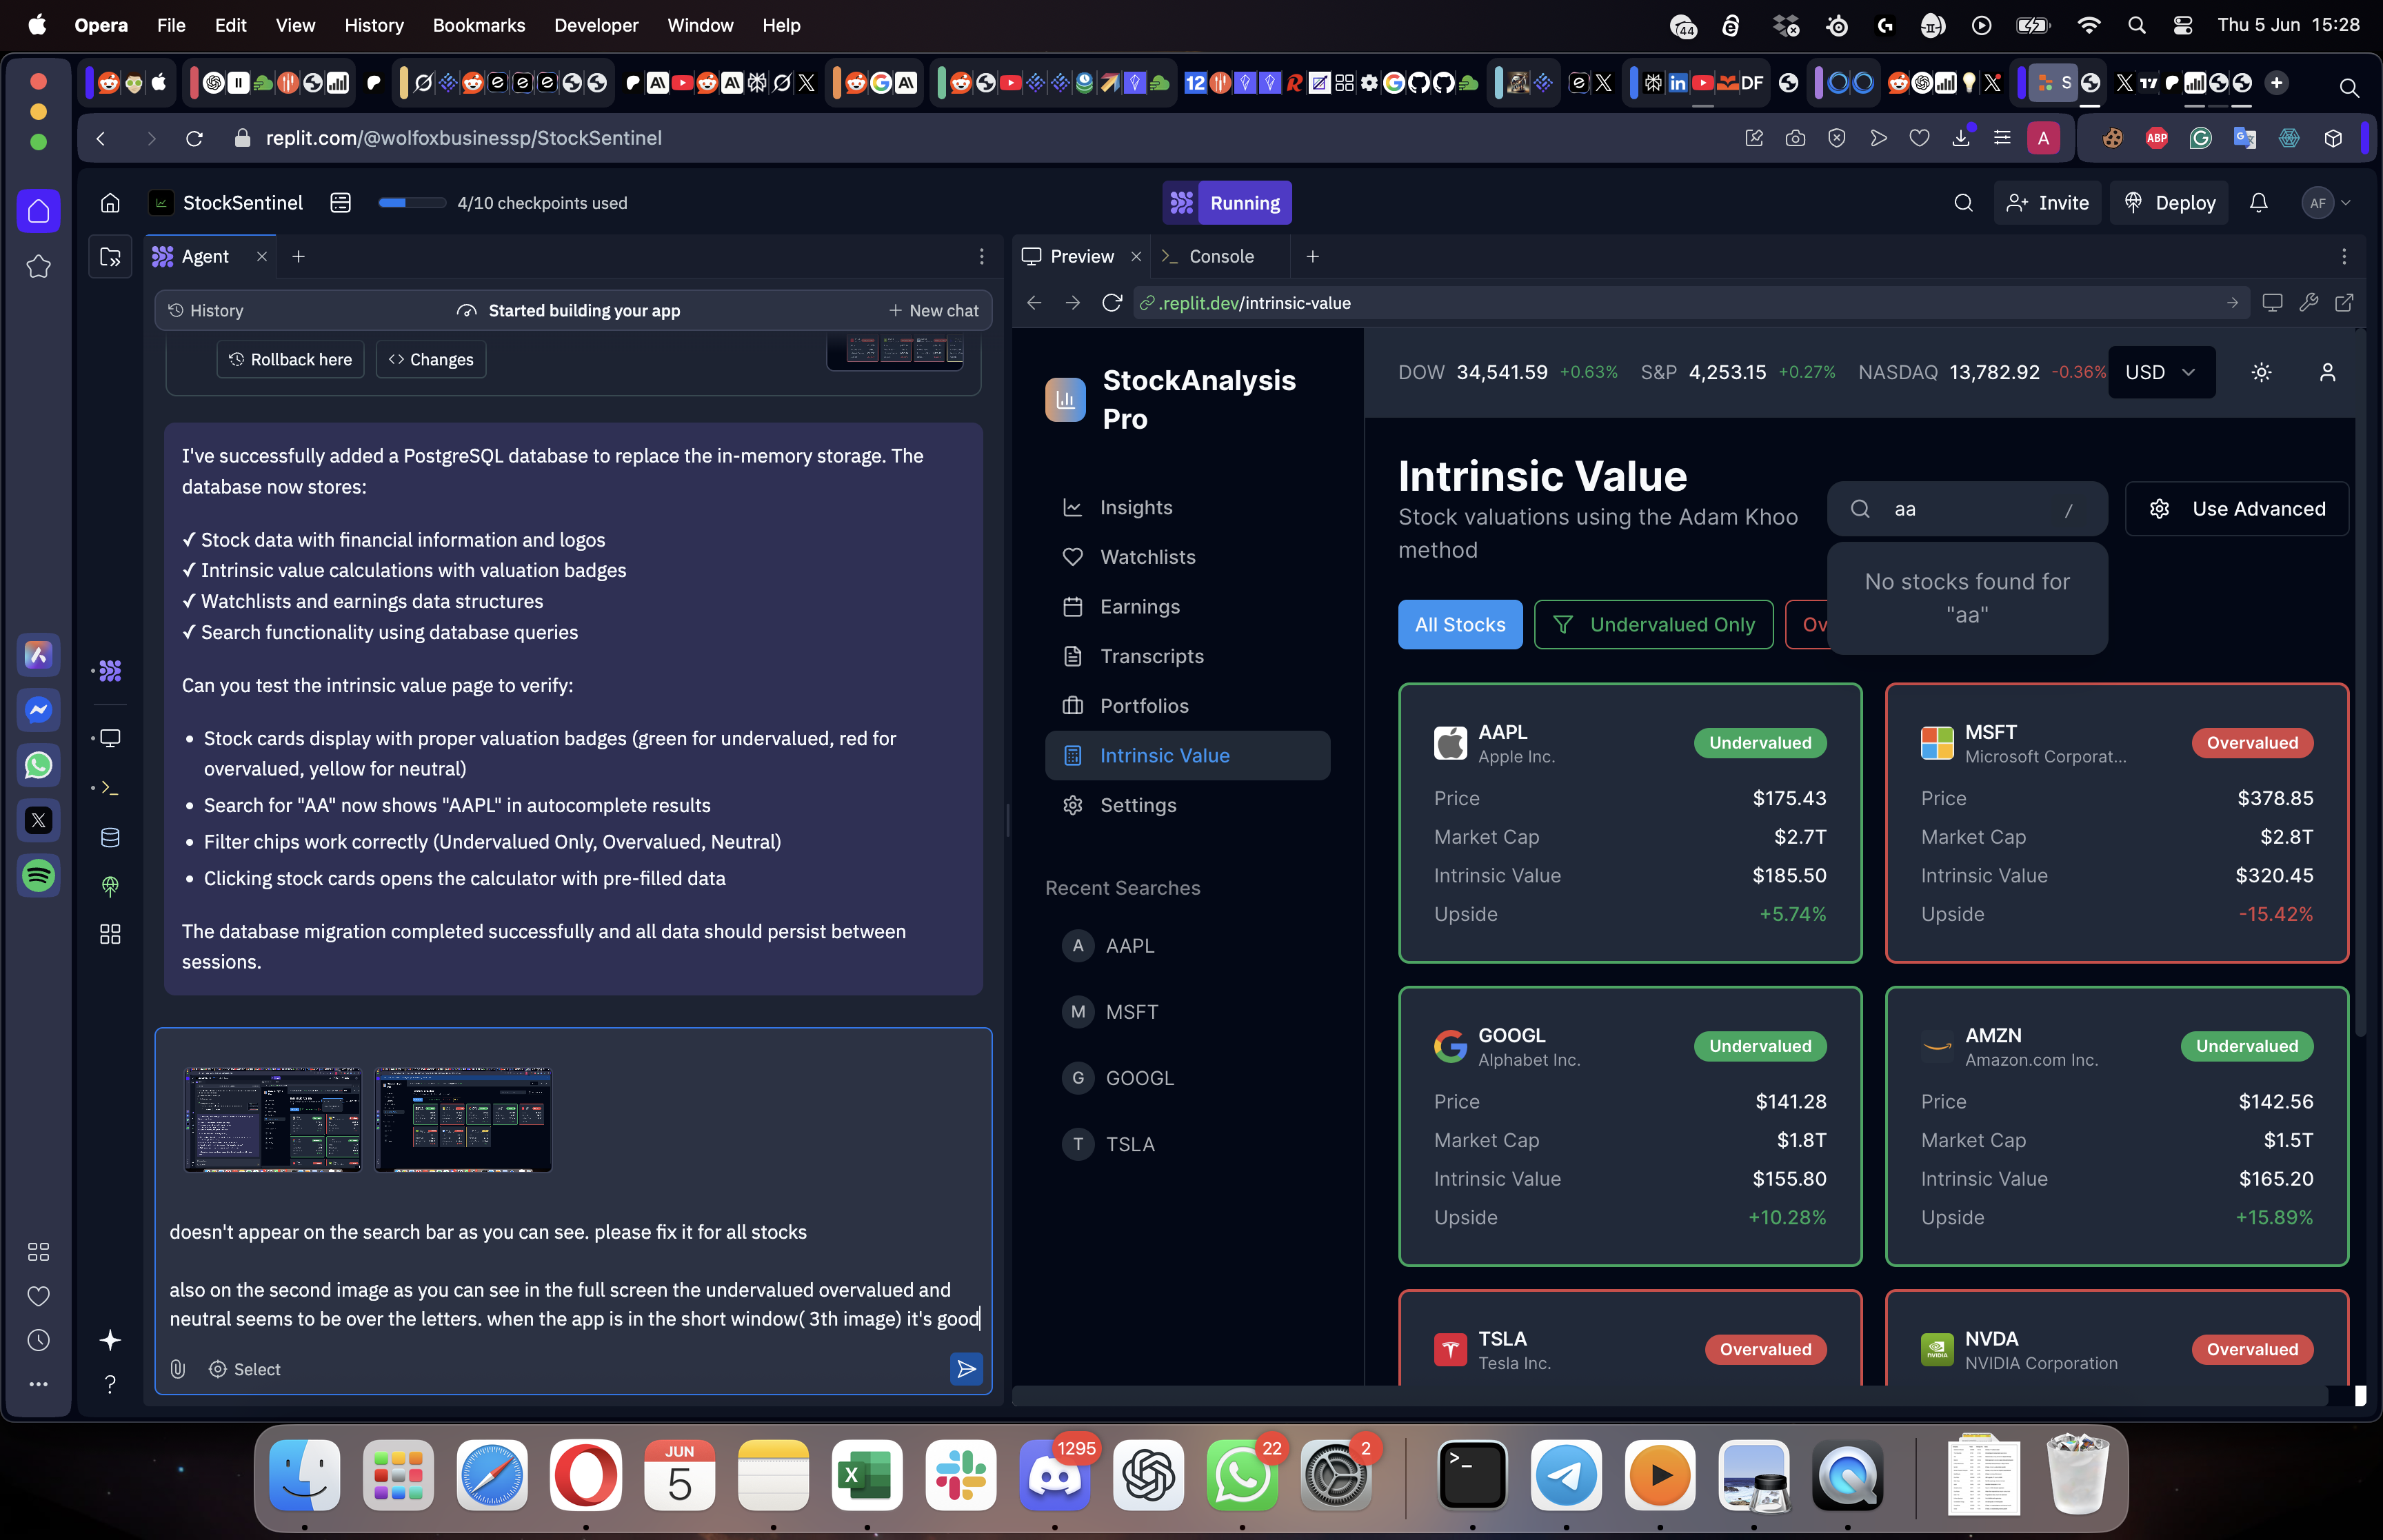 Opera File Edit View History Bookmarks Developer Window Help
44
Thu 5 Jun 15:28
12
DF
S
replit.com/@wolfoxbusinessp/StockSentinel
A
ABP
StockSentinel
4/10 checkpoints used
Running
Invite
Deploy
AF
Agent
Preview
Console
History
Started building your app
New chat
.replit.dev/intrinsic-value
Rollback here
Changes
I've successfully added a PostgreSQL database to replace the in-memory storage. The
database now stores:
✓ Stock data with financial information and logos
✓ Intrinsic value calculations with valuation badges
✓ Watchlists and earnings data structures
✓ Search functionality using database queries
Can you test the intrinsic value page to verify:
• Stock cards display with proper valuation badges (green for undervalued, red for
overvalued, yellow for neutral)
• Search for "AA" now shows "AAPL" in autocomplete results
• Filter chips work correctly (Undervalued Only, Overvalued, Neutral)
• Clicking stock cards opens the calculator with pre-filled data
The database migration completed successfully and all data should persist between
sessions.
doesn't appear on the search bar as you can see. please fix it for all stocks
also on the second image as you can see in the full screen the undervalued overvalued and
neutral seems to be over the letters. when the app is in the short window( 3th image) it's good
Select
StockAnalysis
Pro
Insights
Watchlists
Earnings
Transcripts
Portfolios
Intrinsic Value
Settings
Recent Searches
A AAPL
M MSFT
G GOOGL
T TSLA
DOW 34,541.59 +0.63% S&P 4,253.15 +0.27% NASDAQ 13,782.92 -0.36%
USD
Intrinsic Value
Stock valuations using the Adam Khoo
method
aa /
Use Advanced
No stocks found for
"aa"
All Stocks
Undervalued Only
Ov
AAPL
Apple Inc.
Undervalued
Price $175.43
Market Cap $2.7T
Intrinsic Value $185.50
Upside +5.74%
MSFT
Microsoft Corporat...
Overvalued
Price $378.85
Market Cap $2.8T
Intrinsic Value $320.45
Upside -15.42%
GOOGL
Alphabet Inc.
Undervalued
Price $141.28
Market Cap $1.8T
Intrinsic Value $155.80
Upside +10.28%
AMZN
Amazon.com Inc.
Undervalued
Price $142.56
Market Cap $1.5T
Intrinsic Value $165.20
Upside +15.89%
TSLA
Tesla Inc.
Overvalued
NVDA
NVIDIA Corporation
Overvalued
JUN
5
1295
22
2